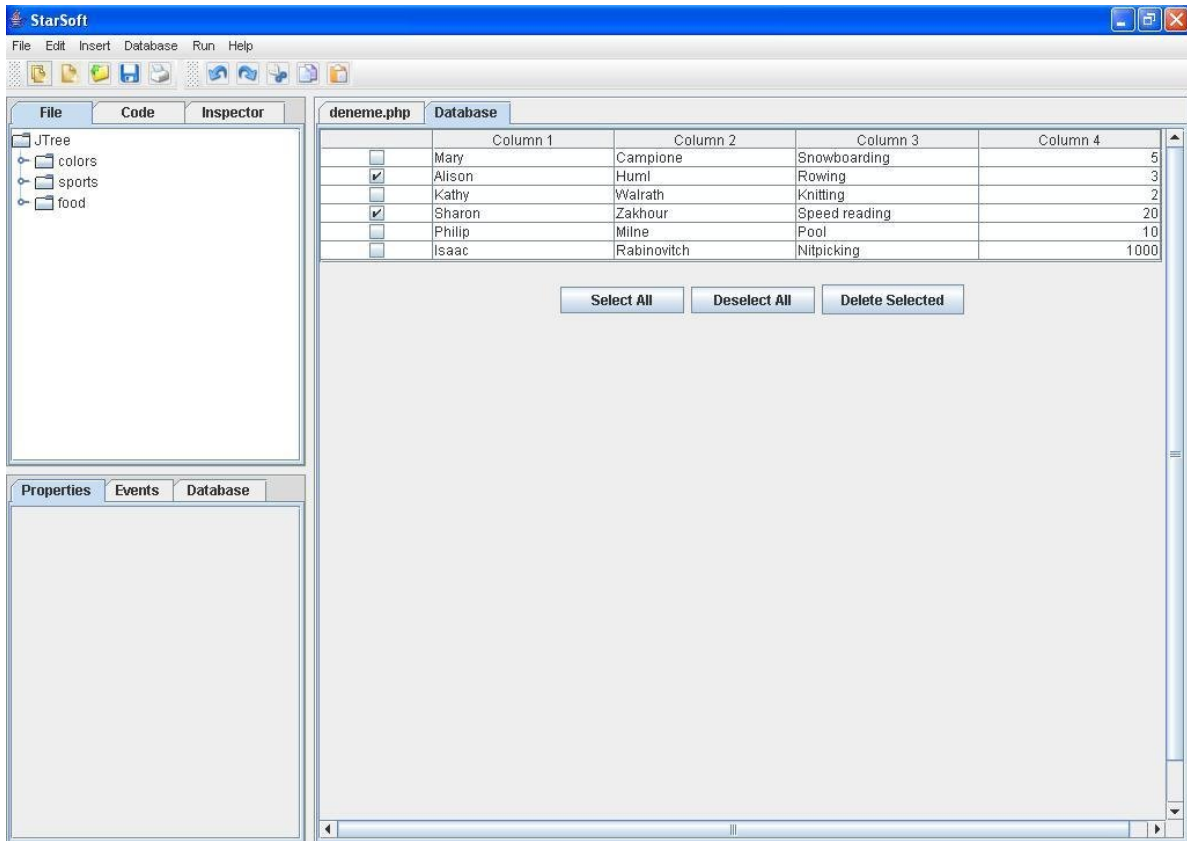 StarSoft
File Edit Insert Database Run Help
File Code Inspector
JTree
colors
sports
food
Properties Events Database
deneme.php Database
Column 1 Column 2 Column 3 Column 4
Mary Campione Snowboarding 5
Alison Huml Rowing 3
Kathy Walrath Knitting 2
Sharon Zakhour Speed reading 20
Philip Milne Pool 10
Isaac Rabinovitch Nitpicking 1000
Select All Deselect All Delete Selected